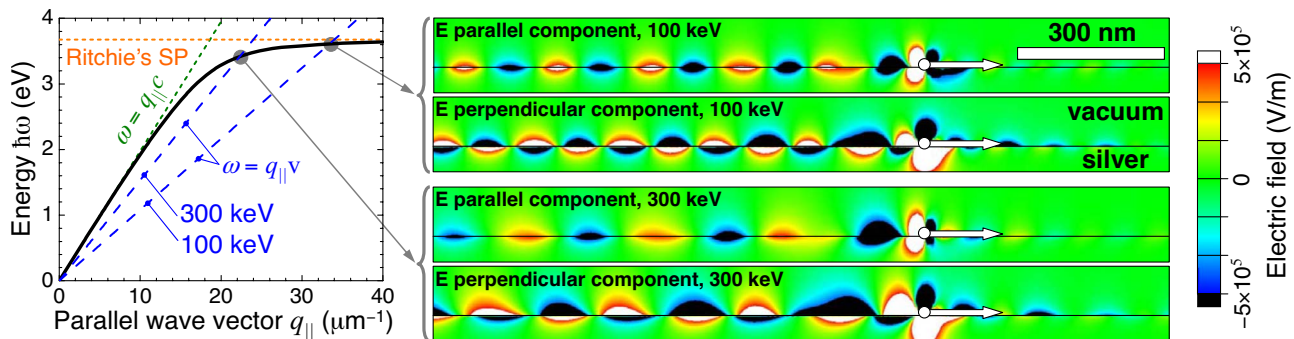 4
3
2
1
0
0
10
20
30
40
Energy ħω (eV)
Parallel wave vector q|| (μm⁻¹)
Ritchie's SP
ω = q||c
ω = q||v
300 keV
100 keV
E parallel component, 100 keV
300 nm
E perpendicular component, 100 keV
vacuum
silver
E parallel component, 300 keV
E perpendicular component, 300 keV
5×10⁵
0
−5×10⁵
Electric field (V/m)